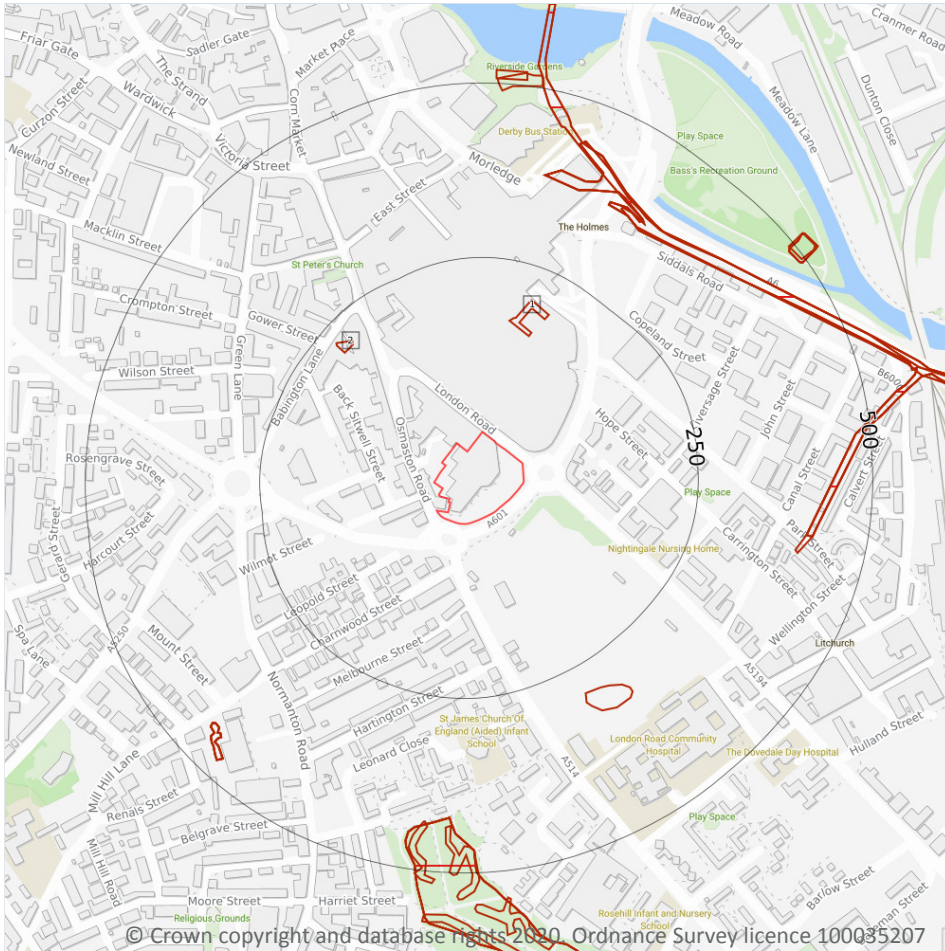 Friar Gate
Sadler Gate
Market Place
The Strand
Curzon Street
Wardwick
Corn Market
Newland Street
Victoria Street
Riverside Gardens
Derby Bus Station
Morledge
East Street
Meadow Road
Cranmer Road
Dunton Close
Meadow Lane
Play Space
Bass's Recreation Ground
Macklin Street
St Peter's Church
The Holmes
Siddals Road
A6
Crompton Street
Gower Street
Green Lane
Wilson Street
Babington Lane
2
1
Copeland Street
John Street
Back Sitwell Street
Osmaston Road
London Road
Hope Street
250
500
Rosengrave Street
Canal Street
Calvert Street
Play Space
A601
Gerard Street
Harcourt Street
Wilmot Street
Leopold Street
Charnwood Street
Melbourne Street
Hartington Street
Nightingale Nursing Home
Carrington Street
Park Street
Wellington Street
Litchurch
Spa Lane
A5250
Mount Street
Normanton Road
Leonard Close
St James Church Of
England (Aided) Infant
School
A514
A5194
London Road Community
Hospital
The Dovedale Day Hospital
Hulland Street
Mill Hill Lane
Renals Street
Belgrave Street
Mill Hill Road
Play Space
Moore Street
Harriet Street
Religious Grounds
Rosehill Infant and Nursery
School
Barlow Street
© Crown copyright and database rights 2020. Ordnance Survey licence 100035207